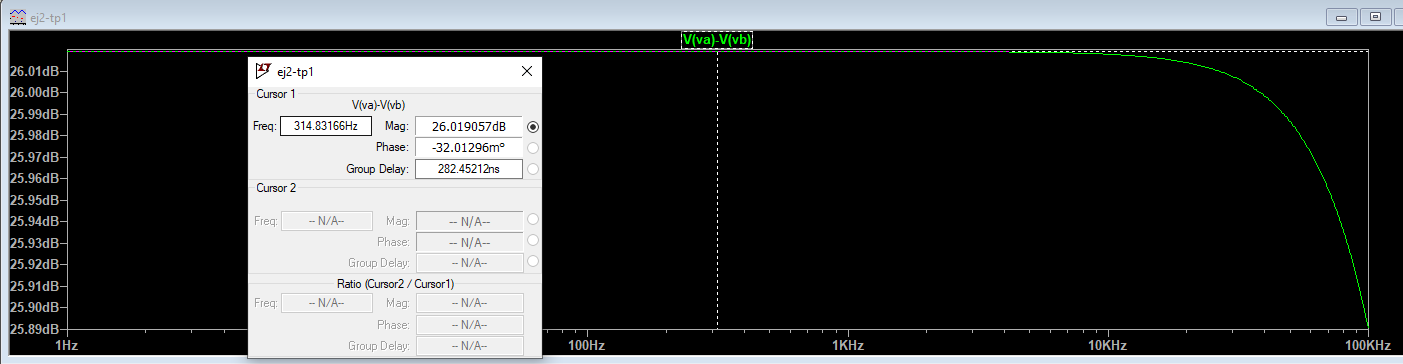 ej2-tp1
V(va)-V(vb)
26.01dB
26.00dB
25.99dB
25.98dB
25.97dB
25.96dB
25.95dB
25.94dB
25.93dB
25.92dB
25.91dB
25.90dB
25.89dB
1Hz
100Hz
1KHz
10KHz
100KHz
ej2-tp1
Cursor 1
V(va)-V(vb)
Freq: 314.83166Hz Mag: 26.019057dB
Phase: -32.01296m°
Group Delay: 282.45212ns
Cursor 2
Freq: -- N/A-- Mag: -- N/A--
Phase: -- N/A--
Group Delay: -- N/A--
Ratio (Cursor2 / Cursor1)
Freq: -- N/A-- Mag: -- N/A--
Phase: -- N/A--
Group Delay: -- N/A--